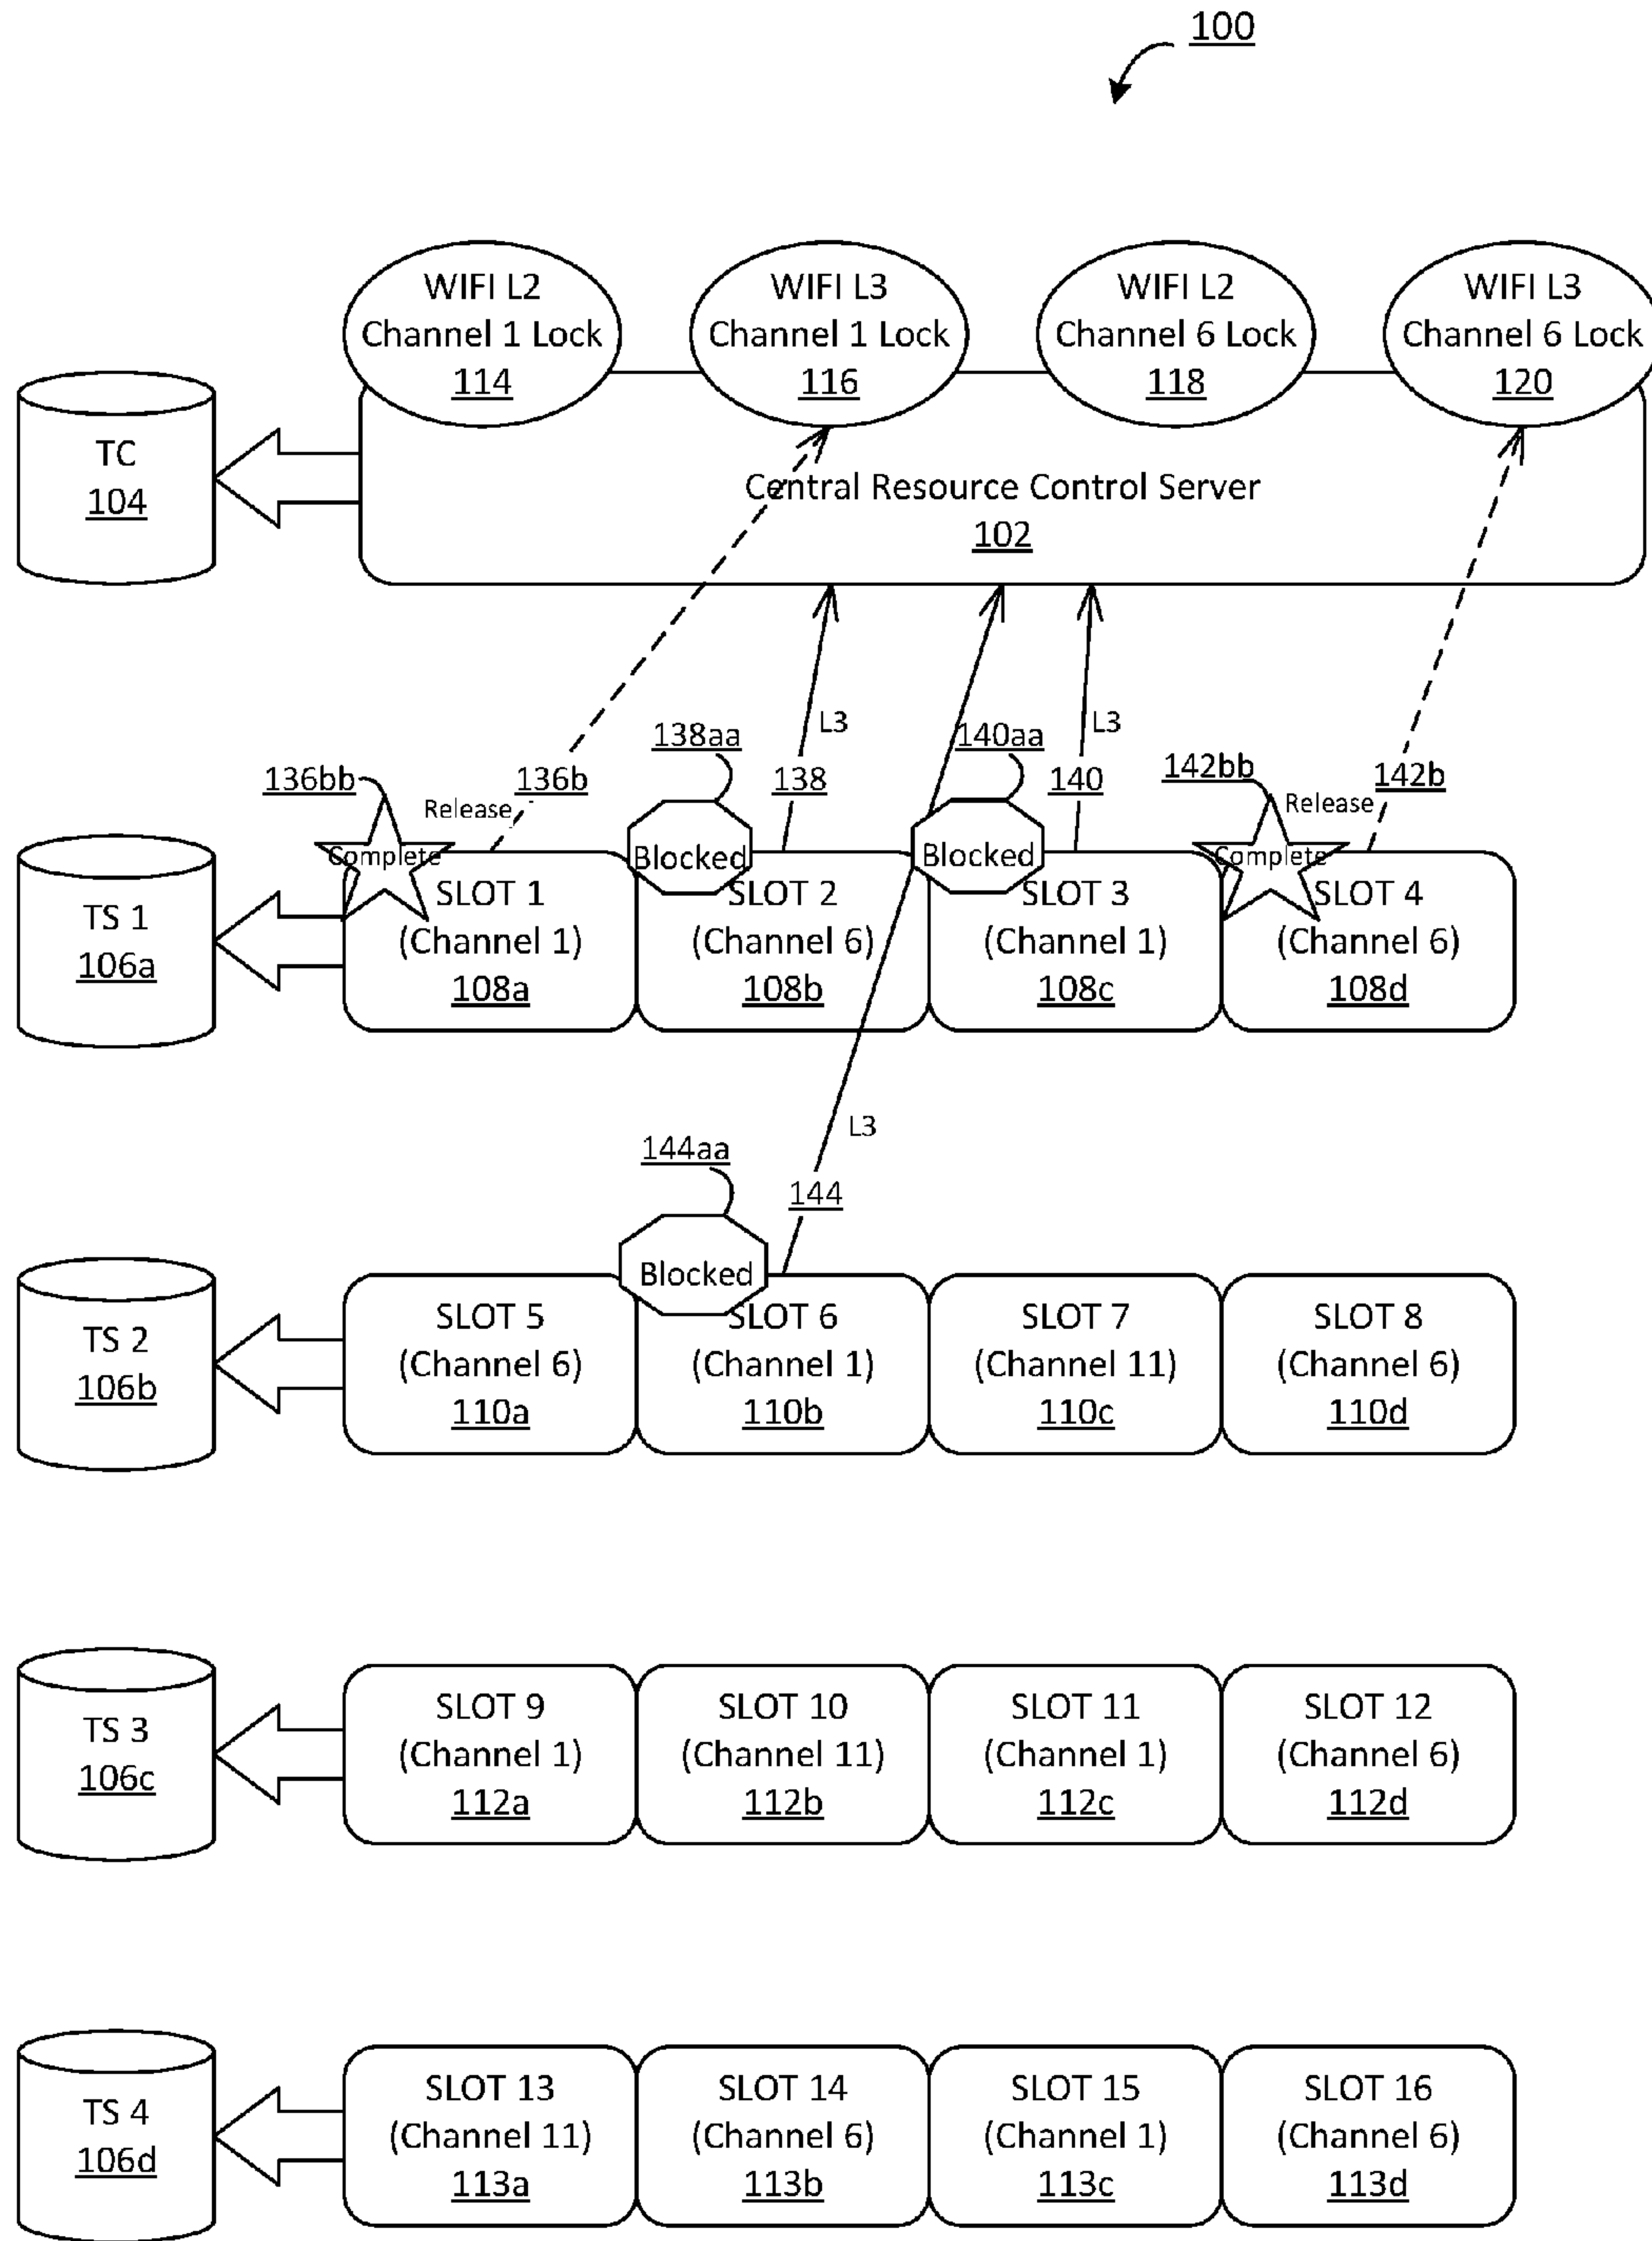 100
WIFI L2
Channel 1 Lock
114
WIFI L3
Channel 1 Lock
116
WIFI L2
Channel 6 Lock
118
WIFI L3
Channel 6 Lock
120
TC
104
Central Resource Control Server
102
138aa
L3
140aa
L3
136bb
Release
136b
138
140
142bb
Release
142b
Complete
Blocked
Blocked
Complete
TS 1
106a
SLOT 1
(Channel 1)
108a
SLOT 2
(Channel 6)
108b
SLOT 3
(Channel 1)
108c
SLOT 4
(Channel 6)
108d
L3
144aa
144
Blocked
TS 2
106b
SLOT 5
(Channel 6)
110a
SLOT 6
(Channel 1)
110b
SLOT 7
(Channel 11)
110c
SLOT 8
(Channel 6)
110d
TS 3
106c
SLOT 9
(Channel 1)
112a
SLOT 10
(Channel 11)
112b
SLOT 11
(Channel 1)
112c
SLOT 12
(Channel 6)
112d
TS 4
106d
SLOT 13
(Channel 11)
113a
SLOT 14
(Channel 6)
113b
SLOT 15
(Channel 1)
113c
SLOT 16
(Channel 6)
113d